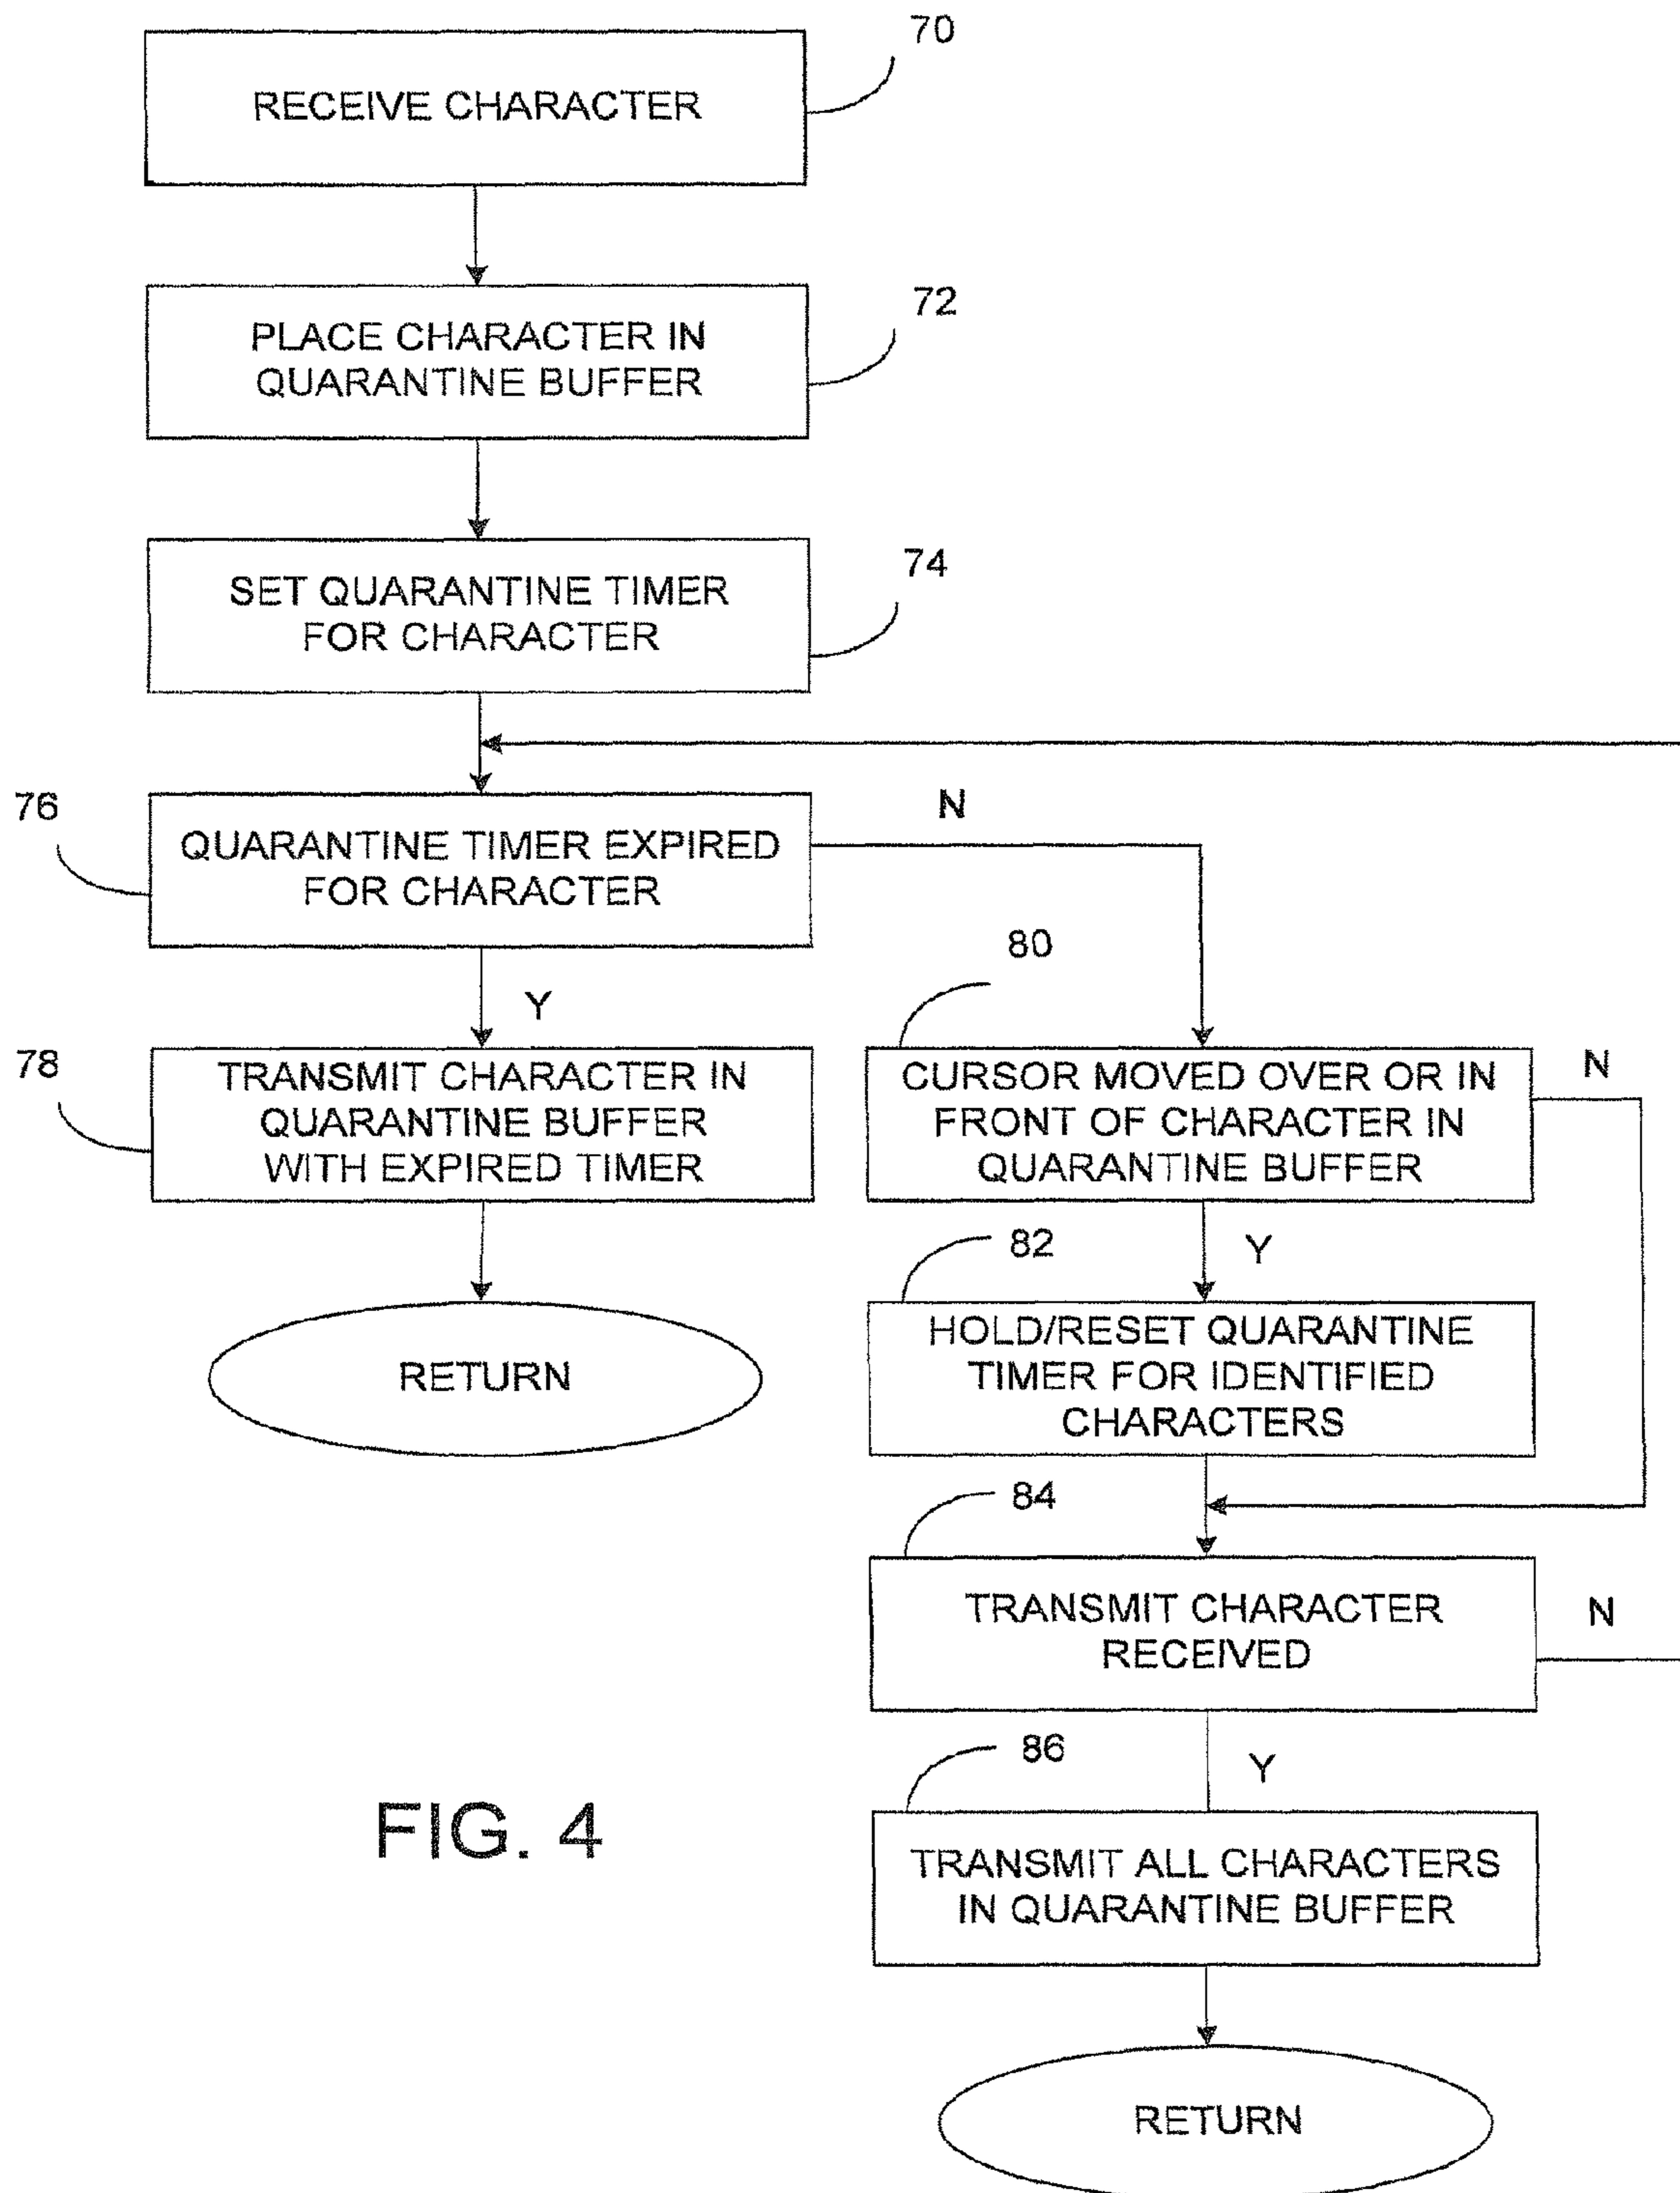 70
RECEIVE CHARACTER
72
PLACE CHARACTER IN
QUARANTINE BUFFER
74
SET QUARANTINE TIMER
FOR CHARACTER
76
QUARANTINE TIMER EXPIRED
FOR CHARACTER
N
Y
78
TRANSMIT CHARACTER IN
QUARANTINE BUFFER
WITH EXPIRED TIMER
RETURN
80
CURSOR MOVED OVER OR IN
FRONT OF CHARACTER IN
QUARANTINE BUFFER
N
Y
82
HOLD/RESET QUARANTINE
TIMER FOR IDENTIFIED
CHARACTERS
84
TRANSMIT CHARACTER
RECEIVED
N
Y
86
TRANSMIT ALL CHARACTERS
IN QUARANTINE BUFFER
RETURN
FIG. 4